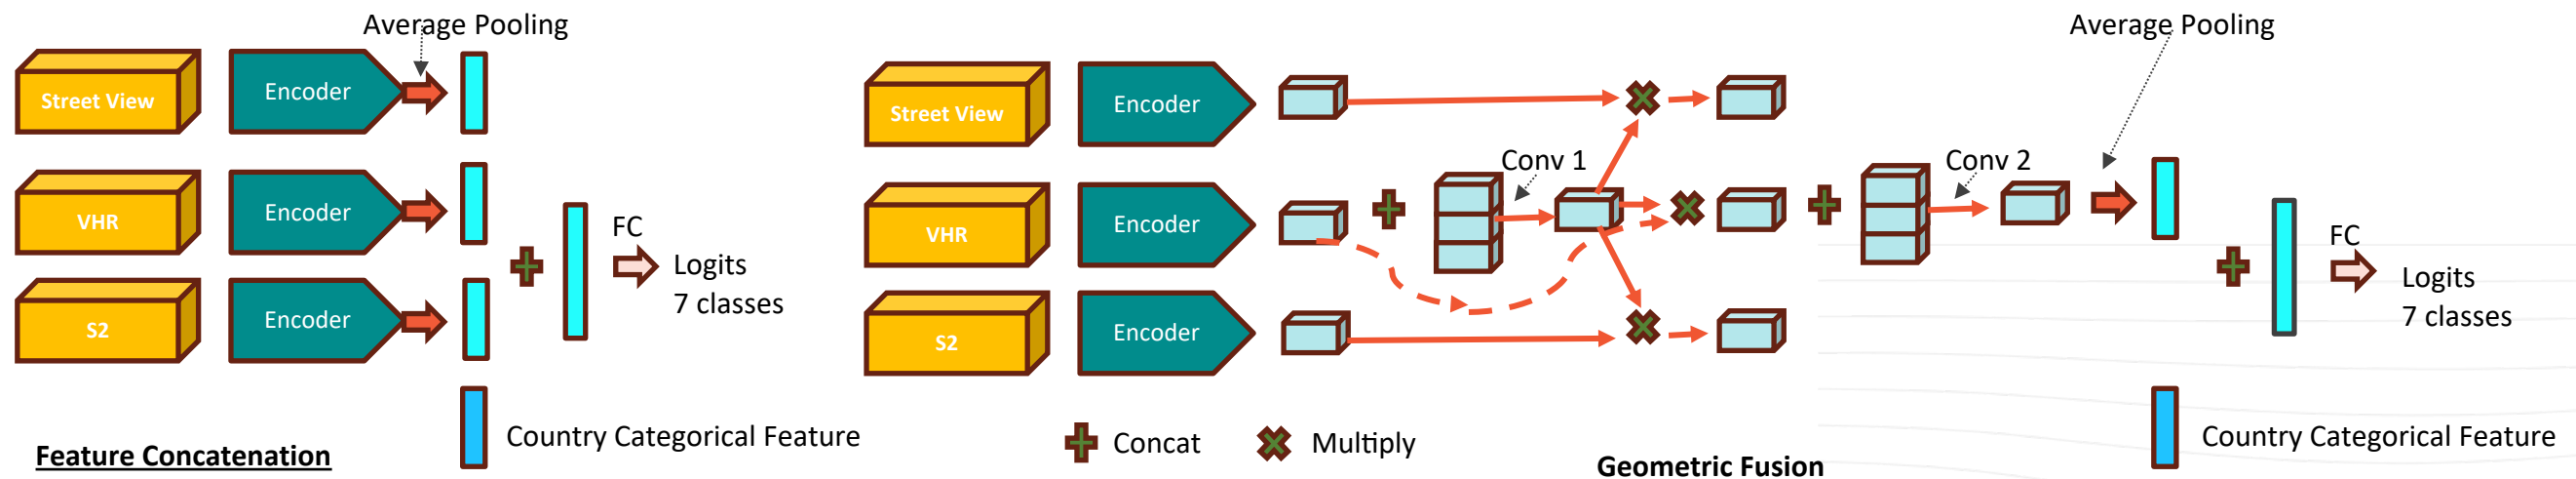 Average Pooling
Street View
Encoder
VHR
Encoder
S2
Encoder
FC
Logits
7 classes
Country Categorical Feature
Feature Concatenation
Average Pooling
Street View
Encoder
Conv 1
Conv 2
VHR
Encoder
S2
Encoder
FC
Logits
7 classes
Concat
Multiply
Country Categorical Feature
Geometric Fusion